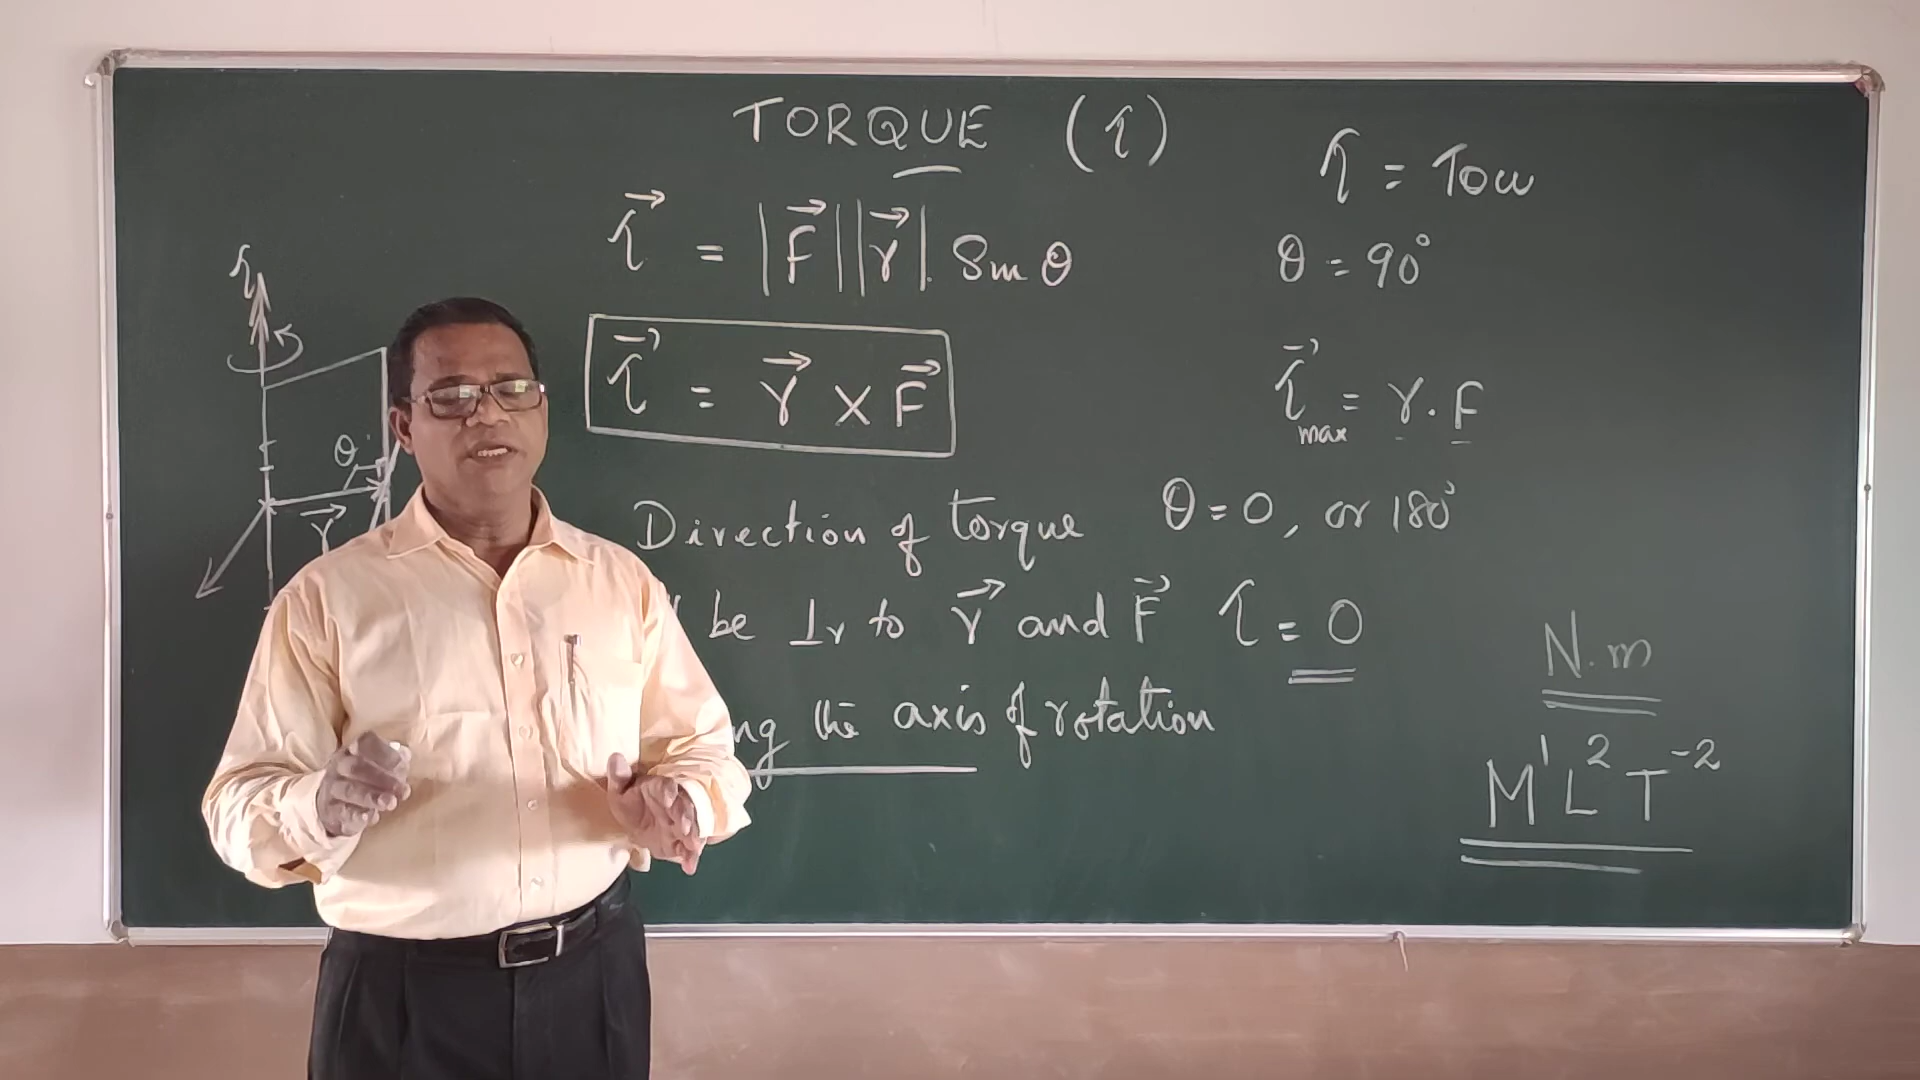 TORQUE (τ)
τ⃗ = |F⃗||r⃗|. Sin θ
τ⃗ = r⃗ × F⃗
Direction of torque
be ⊥r to r⃗ and F⃗
the axis of rotation
τ = Tow
θ = 90°
τ⃗max = r . F
θ = 0, or 180°
τ = 0
N.m
M¹L²T⁻²
τ
θ
r⃗